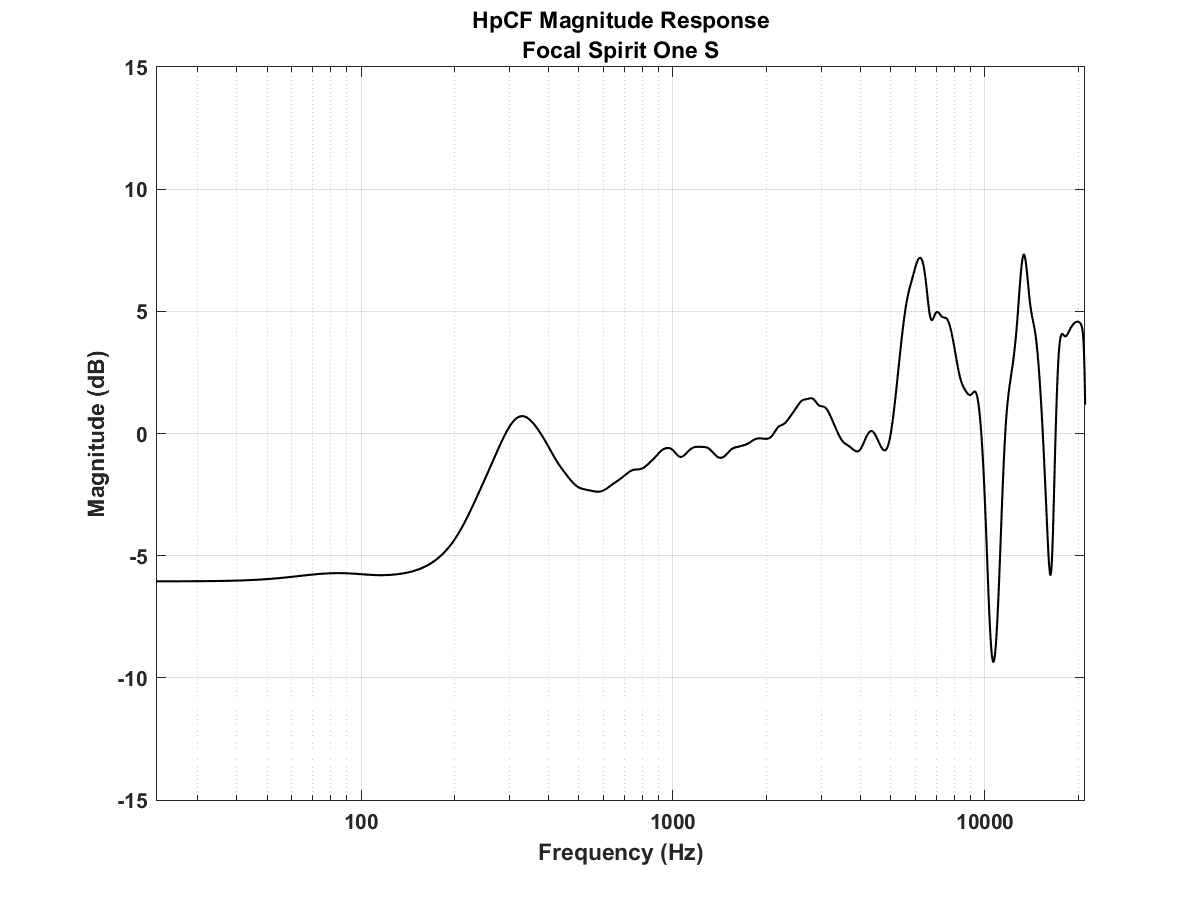 HpCF Magnitude Response
Focal Spirit One S
15
10
5
0
-5
-10
-15
Magnitude (dB)
100
1000
10000
Frequency (Hz)